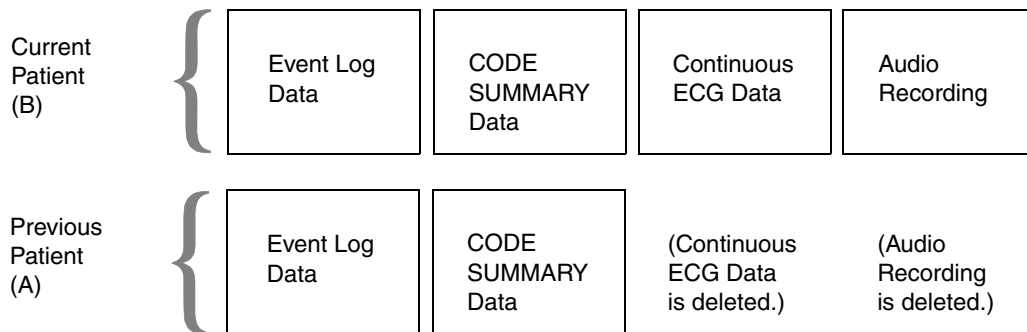 Current
Patient
(B)
Event Log
Data
CODE
SUMMARY
Data
Continuous
ECG Data
Audio
Recording
Previous
Patient
(A)
Event Log
Data
CODE
SUMMARY
Data
(Continuous
ECG Data
is deleted.)
(Audio
Recording
is deleted.)